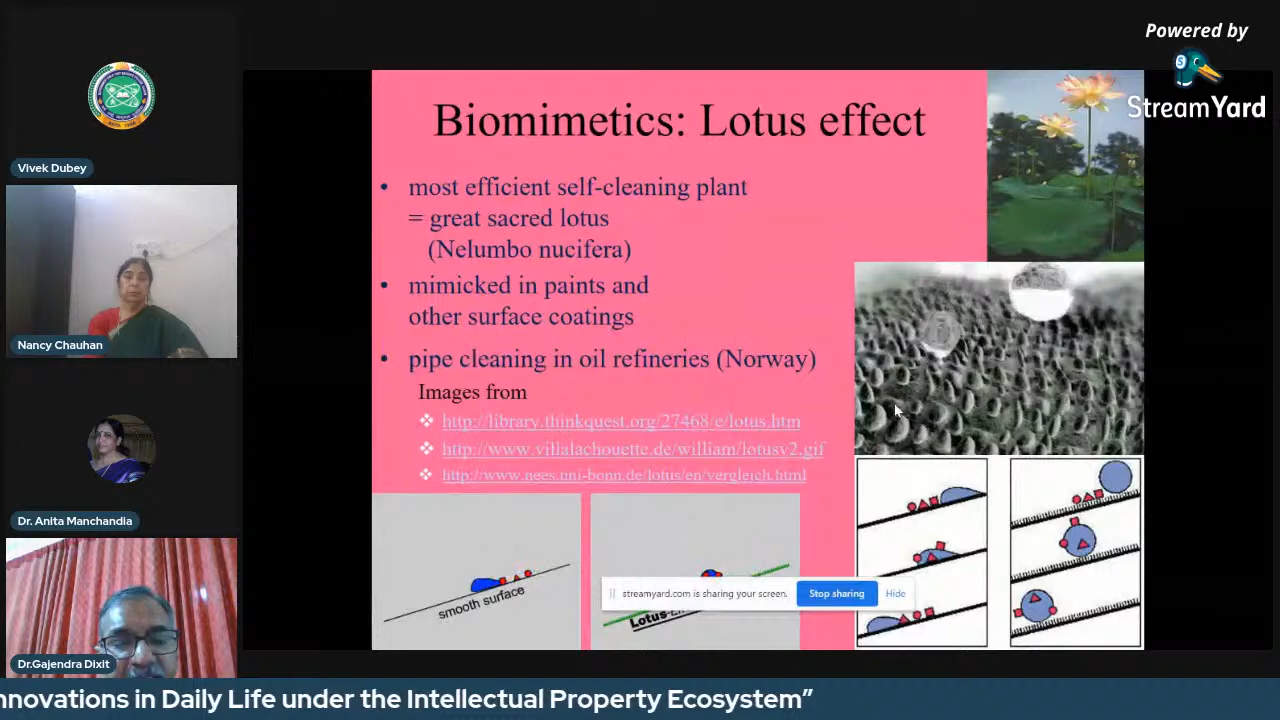 Powered by
StreamYard
Vivek Dubey
Nancy Chauhan
Dr. Anita Manchandia
Dr.Gajendra Dixit
Biomimetics: Lotus effect
• most efficient self-cleaning plant
= great sacred lotus
(Nelumbo nucifera)
• mimicked in paints and
other surface coatings
• pipe cleaning in oil refineries (Norway)
Images from
❖ http://library.thinkquest.org/27468/e/lotus.htm
❖ http://www.villalachouette.de/william/lotusv2.gif
❖ http://www.nees.uni-bonn.de/lotus/en/vergleich.html
smooth surface
Lotus-
streamyard.com is sharing your screen.
Stop sharing
Hide
nnovations in Daily Life under the Intellectual Property Ecosystem”